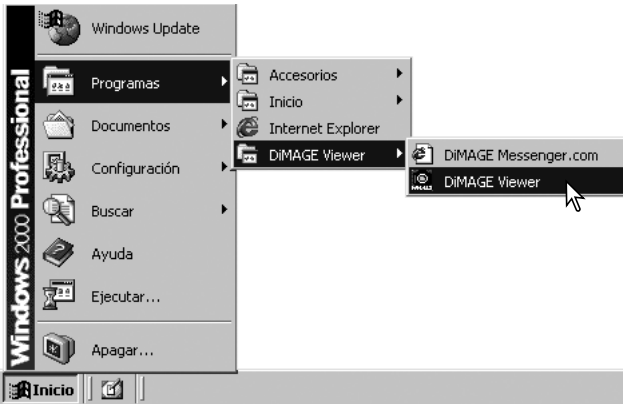 Windows 2000 Professional
Windows Update
Programas
Documentos
Configuración
Buscar
Ayuda
Ejecutar...
Apagar...
Accesorios
Inicio
Internet Explorer
DiMAGE Viewer
DiMAGE Messenger.com
DiMAGE Viewer
Inicio